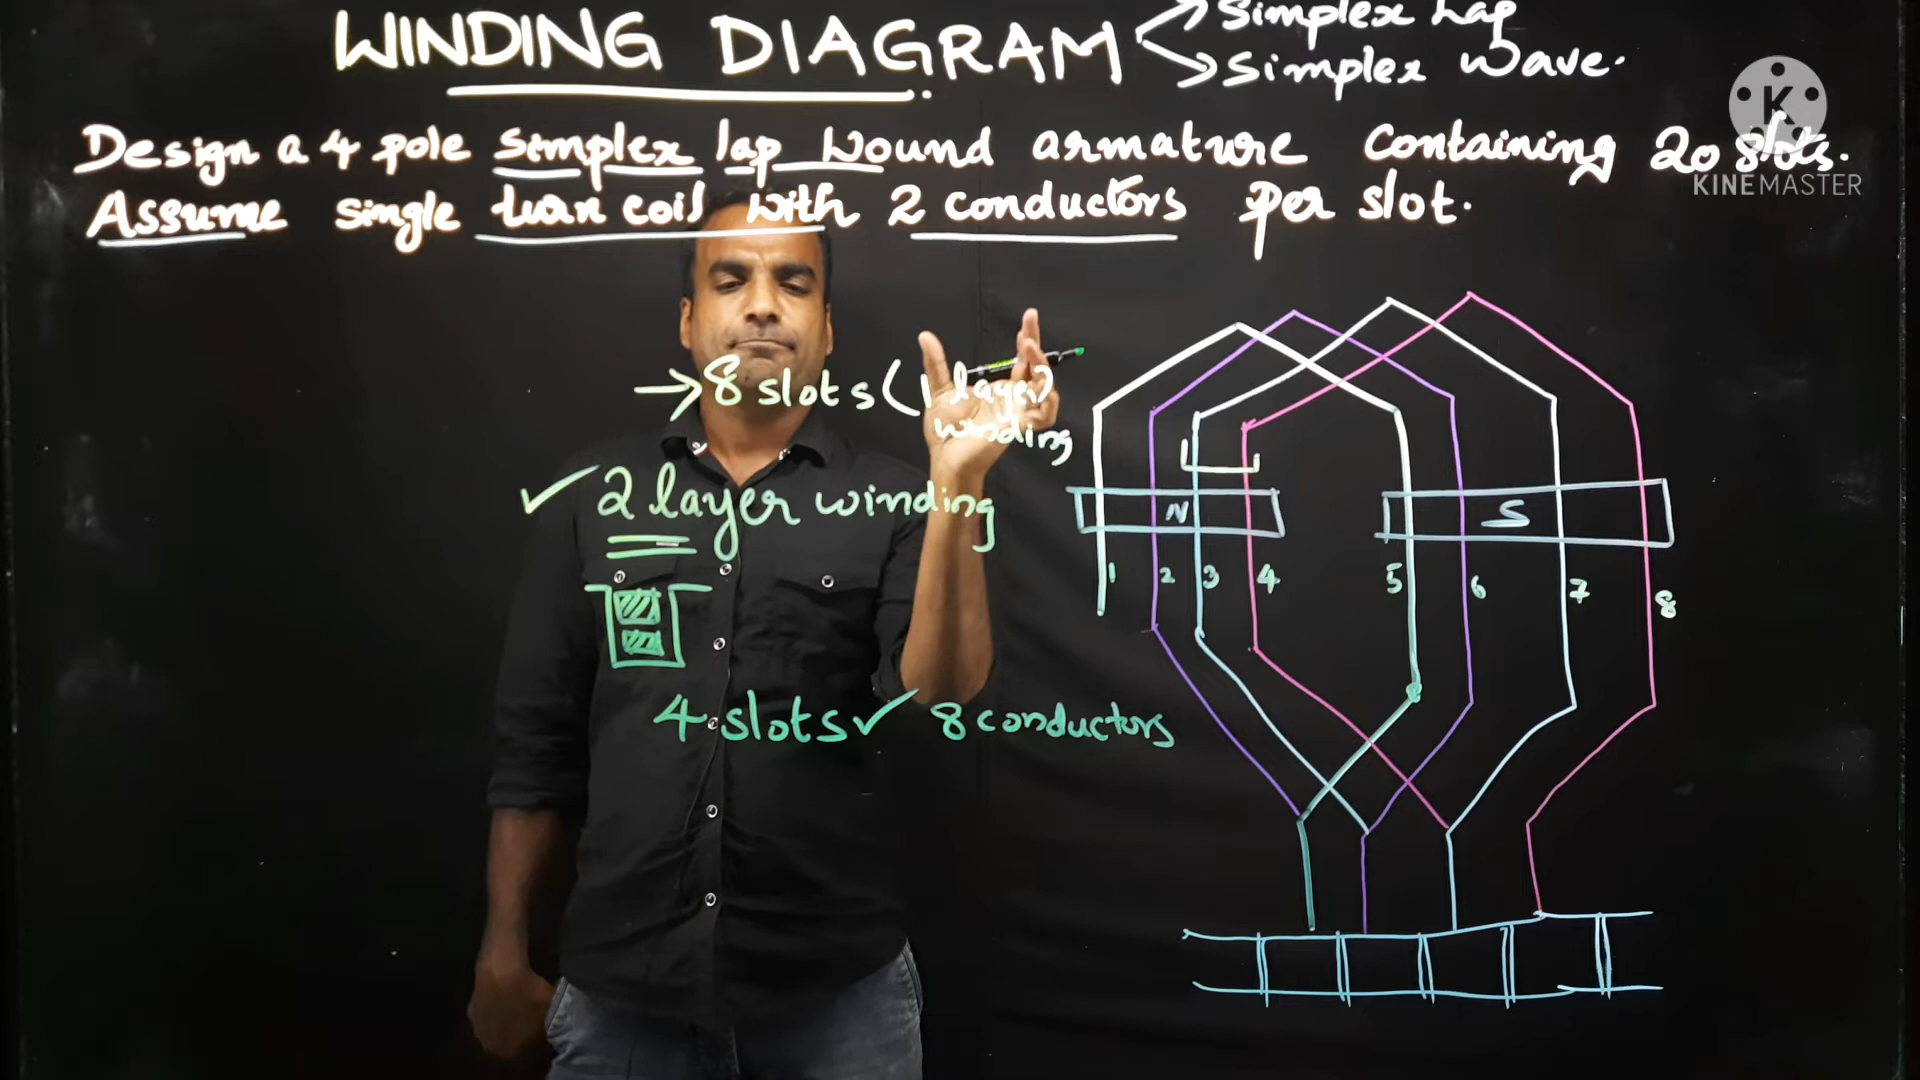 WINDING DIAGRAM
Simplex Lap
Simplex Wave.
Design a 4 pole simplex lap wound armature containing 20 slots.
Assume single turn coil with 2 conductors per slot.
K
KINEMASTER
→ 8 slots (1 layer)
winding
✓ 2 layer winding
4 slots ✓ 8 conductors
N S
1 2 3 4 5 6 7 8